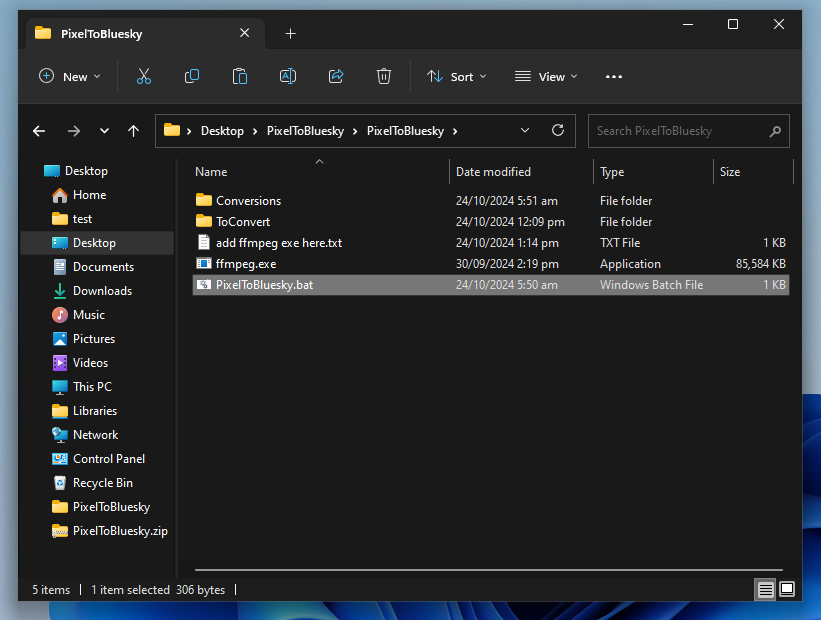 PixelToBluesky
New
Sort
View
Desktop > PixelToBluesky > PixelToBluesky >
Search PixelToBluesky
Desktop
Home
test
Desktop
Documents
Downloads
Music
Pictures
Videos
This PC
Libraries
Network
Control Panel
Recycle Bin
PixelToBluesky
PixelToBluesky.zip
Name Date modified Type Size
Conversions 24/10/2024 5:51 am File folder
ToConvert 24/10/2024 12:09 pm File folder
add ffmpeg exe here.txt 24/10/2024 1:14 pm TXT File 1 KB
ffmpeg.exe 30/09/2024 2:19 pm Application 85,584 KB
PixelToBluesky.bat 24/10/2024 5:50 am Windows Batch File 1 KB
5 items | 1 item selected 306 bytes |